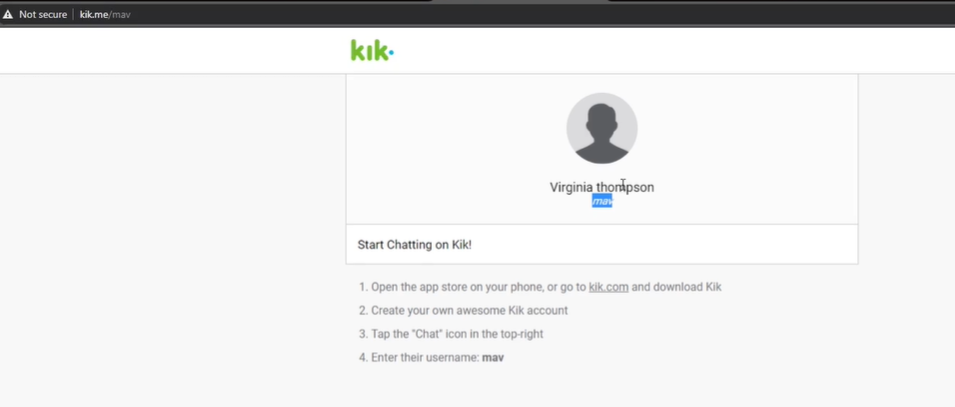 Not secure kik.me/mav
kik.
Virginia thompson
mav
Start Chatting on Kik!
1. Open the app store on your phone, or go to kik.com and download Kik
2. Create your own awesome Kik account
3. Tap the "Chat" icon in the top-right
4. Enter their username: mav